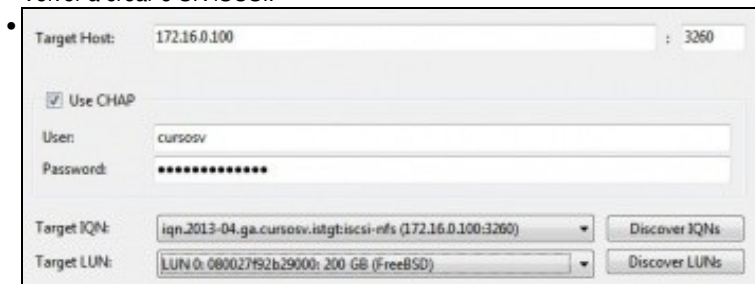 Target Host: 172.16.0.100 : 3260
Use CHAP
User: cursosv
Password: •••••••••••••
Target IQN: iqn.2013-04.ga.cursosv.istgt:iscsi-nfs (172.16.0.100:3260) Discover IQNs
Target LUN: LUN 0: 080027f92b29000: 200 GB (FreeBSD) Discover LUNs